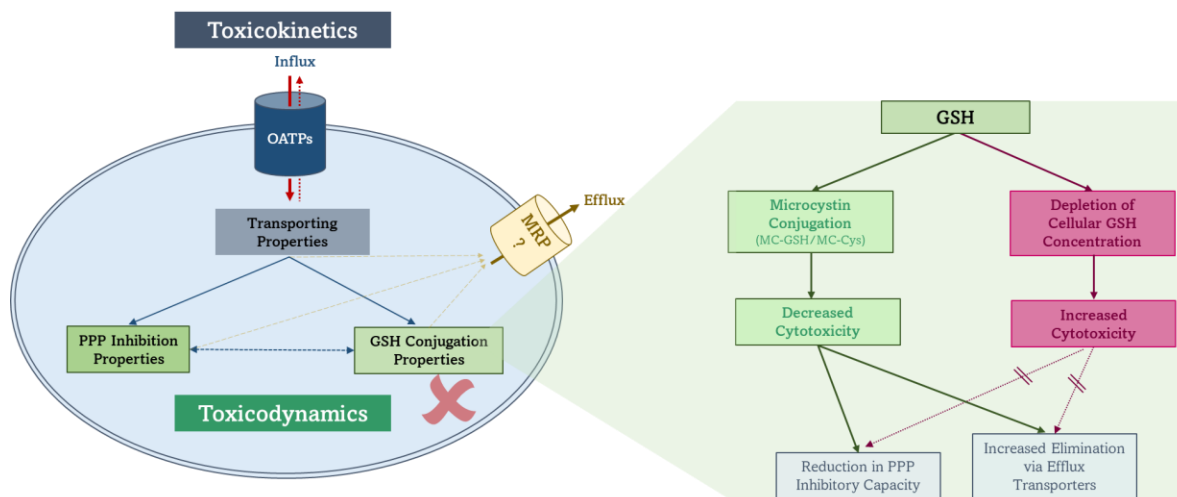 Toxicokinetics
Influx
OATPs
Transporting
Properties
MRP
?
Efflux
PPP Inhibition
Properties
GSH Conjugation
Properties
Toxicodynamics
GSH
Microcystin
Conjugation
(MC-GSH/MC-Cys)
Depletion of
Cellular GSH
Concentration
Decreased
Cytotoxicity
Increased
Cytotoxicity
Reduction in PPP
Inhibitory Capacity
Increased Elimination
via Efflux
Transporters